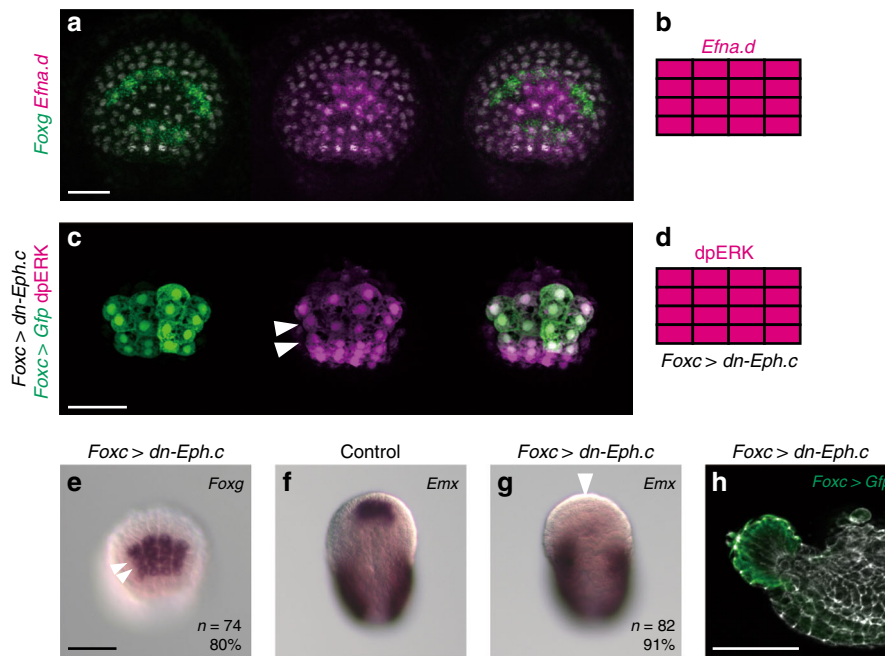 a
Foxg Efna.d
b
Efna.d
c
Foxc > dn-Eph.c
Foxc > Gfp dpERK
d
dpERK
Foxc > dn-Eph.c
Foxc > dn-Eph.c
e
Foxg
n = 74
80%
Control
f
Emx
Foxc > dn-Eph.c
g
Emx
n = 82
91%
Foxc > dn-Eph.c
h
Foxc > Gfp